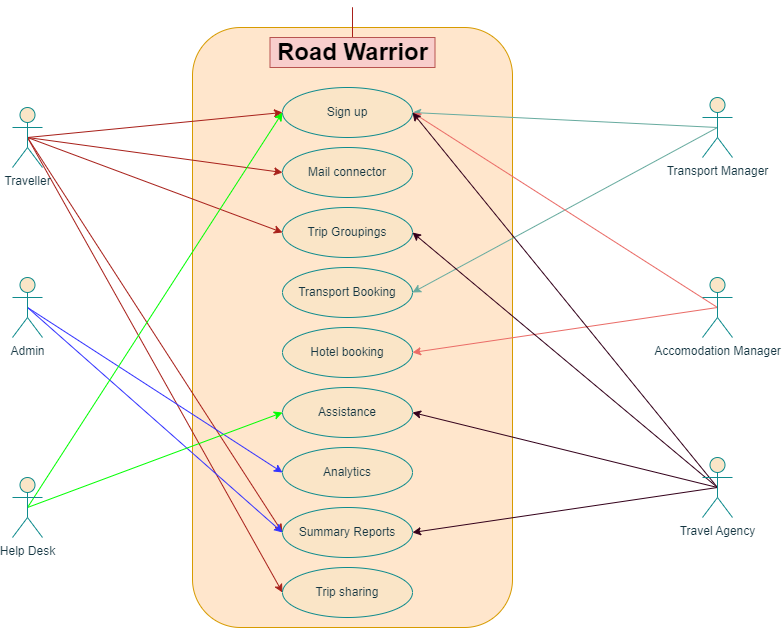 Road Warrior
Sign up
Mail connector
Trip Groupings
Transport Booking
Hotel booking
Assistance
Analytics
Summary Reports
Trip sharing
Traveller
Admin
Help Desk
Transport Manager
Accomodation Manager
Travel Agency